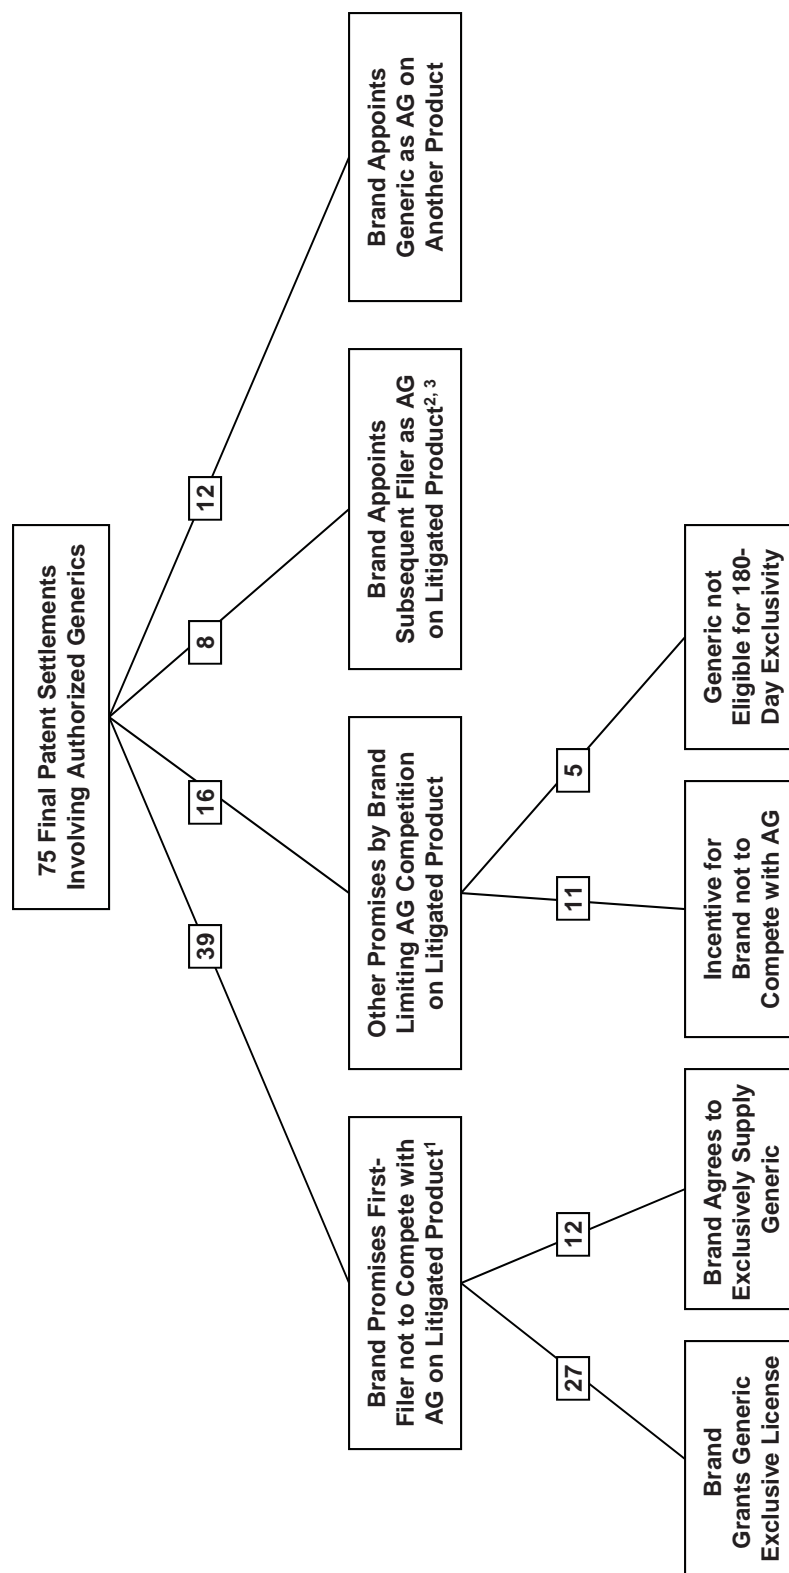 75 Final Patent Settlements
Involving Authorized Generics
39
16
8
12
Brand Promises First-
Filer not to Compete with
AG on Litigated Product¹
Other Promises by Brand
Limiting AG Competition
on Litigated Product
Brand Appoints
Subsequent Filer as AG
on Litigated Product²,³
Brand Appoints
Generic as AG on
Another Product
27
12
11
5
Brand
Grants Generic
Exclusive License
Brand Agrees to
Exclusively Supply
Generic
Incentive for
Brand not to
Compete with AG
Generic not
Eligible for 180-
Day Exclusivity